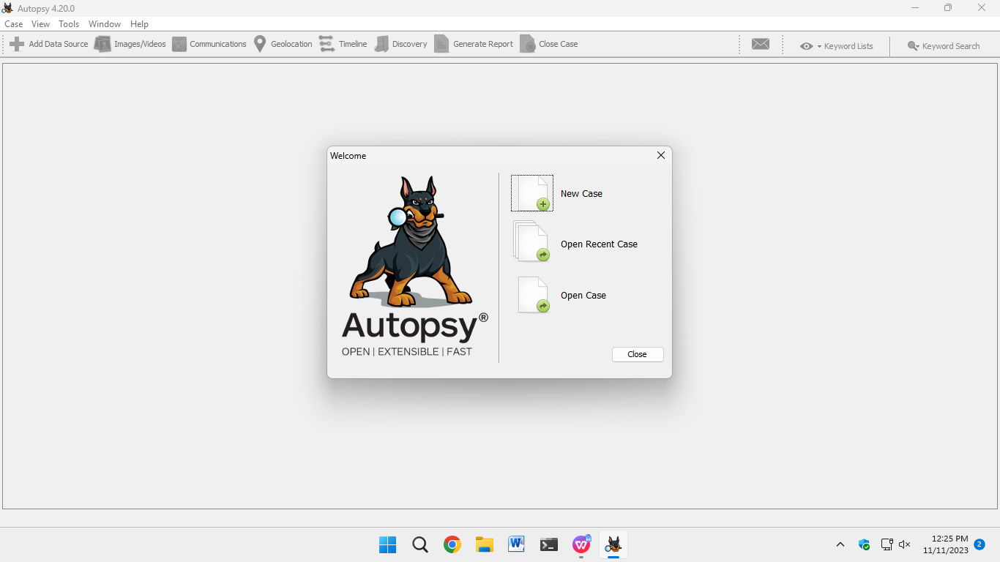 Autopsy 4.20.0
Case View Tools Window Help
Add Data Source Images/Videos Communications Geolocation Timeline Discovery Generate Report Close Case Keyword Lists Keyword Search
Welcome
New Case
Open Recent Case
Open Case
Autopsy®
OPEN | EXTENSIBLE | FAST
Close
12:25 PM
11/11/2023
2